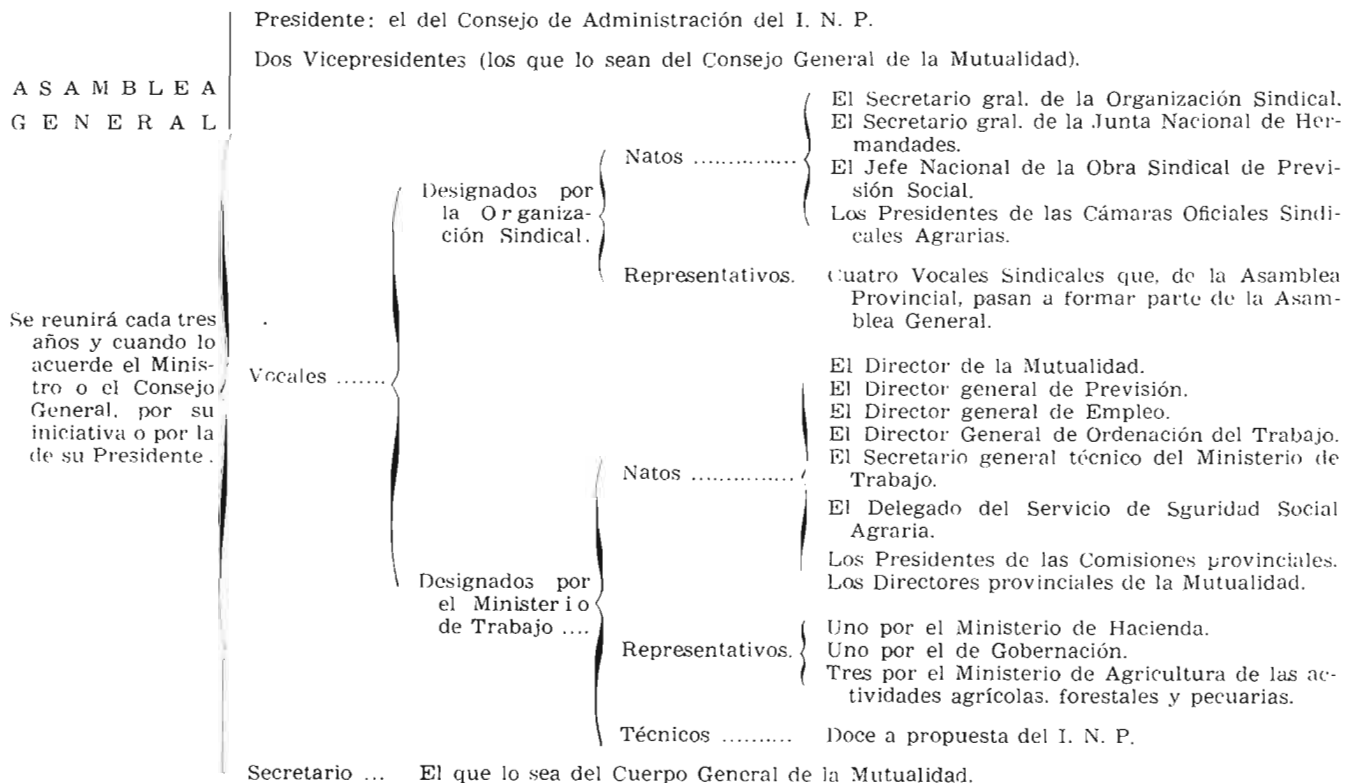 Presidente: el del Consejo de Administración del I. N. P.
Dos Vicepresidentes (los que lo sean del Consejo General de la Mutualidad).
ASAMBLEA
GENERAL
Se reunirá cada tres
años y cuando lo
acuerde el Minis-
tro o el Consejo
General, por su
iniciativa o por la
de su Presidente.
Vocales .......
Designados por
la Organiza-
ción Sindical.
Natos ...............
El Secretario gral. de la Organización Sindical.
El Secretario gral. de la Junta Nacional de Her-
mandades.
El Jefe Nacional de la Obra Sindical de Previ-
sión Social.
Los Presidentes de las Cámaras Oficiales Sindi-
cales Agrarias.
Representativos.
Cuatro Vocales Sindicales que, de la Asamblea
Provincial, pasan a formar parte de la Asam-
blea General.
Designados por
el Ministerio
de Trabajo ....
Natos ...............
El Director de la Mutualidad.
El Director general de Previsión.
El Director general de Empleo.
El Director General de Ordenación del Trabajo.
El Secretario general técnico del Ministerio de
Trabajo.
El Delegado del Servicio de Sguridad Social
Agraria.
Los Presidentes de las Comisiones provinciales.
Los Directores provinciales de la Mutualidad.
Representativos.
Uno por el Ministerio de Hacienda.
Uno por el de Gobernación.
Tres por el Ministerio de Agricultura de las ac-
tividades agrícolas, forestales y pecuarias.
Técnicos ..........
Doce a propuesta del I. N. P.
Secretario ... El que lo sea del Cuerpo General de la Mutualidad.